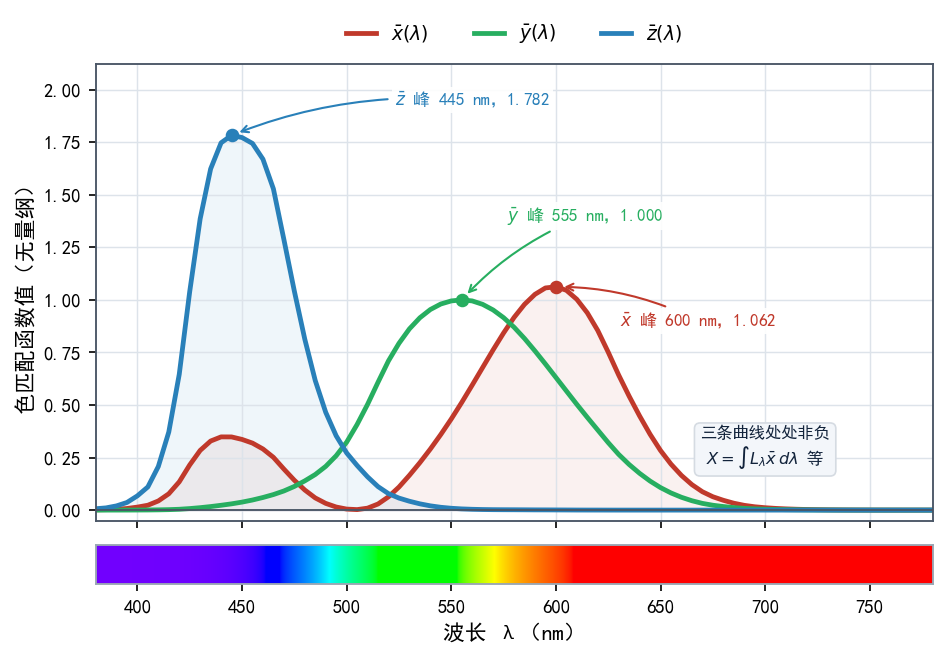 x̄(λ) ȳ(λ) z̄(λ)
色匹配函数值（无量纲）
2.00
1.75
1.50
1.25
1.00
0.75
0.50
0.25
0.00
z̄ 峰 445 nm，1.782
ȳ 峰 555 nm，1.000
x̄ 峰 600 nm，1.062
三条曲线处处非负
X = ∫L_λ x̄ dλ 等
400 450 500 550 600 650 700 750
波长 λ（nm）